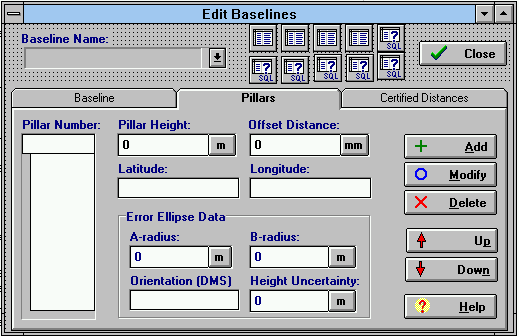 Edit Baselines
Baseline Name:
SQL
Close
? SQL ? SQL ? SQL ? SQL ? SQL
Baseline Pillars Certified Distances
Pillar Number: Pillar Height: Offset Distance:
0 m 0 mm
Add
Latitude: Longitude:
Modify
Delete
Error Ellipse Data
A-radius: B-radius:
0 m 0 m
Up
Orientation (DMS) Height Uncertainty:
Down
0 m
? Help